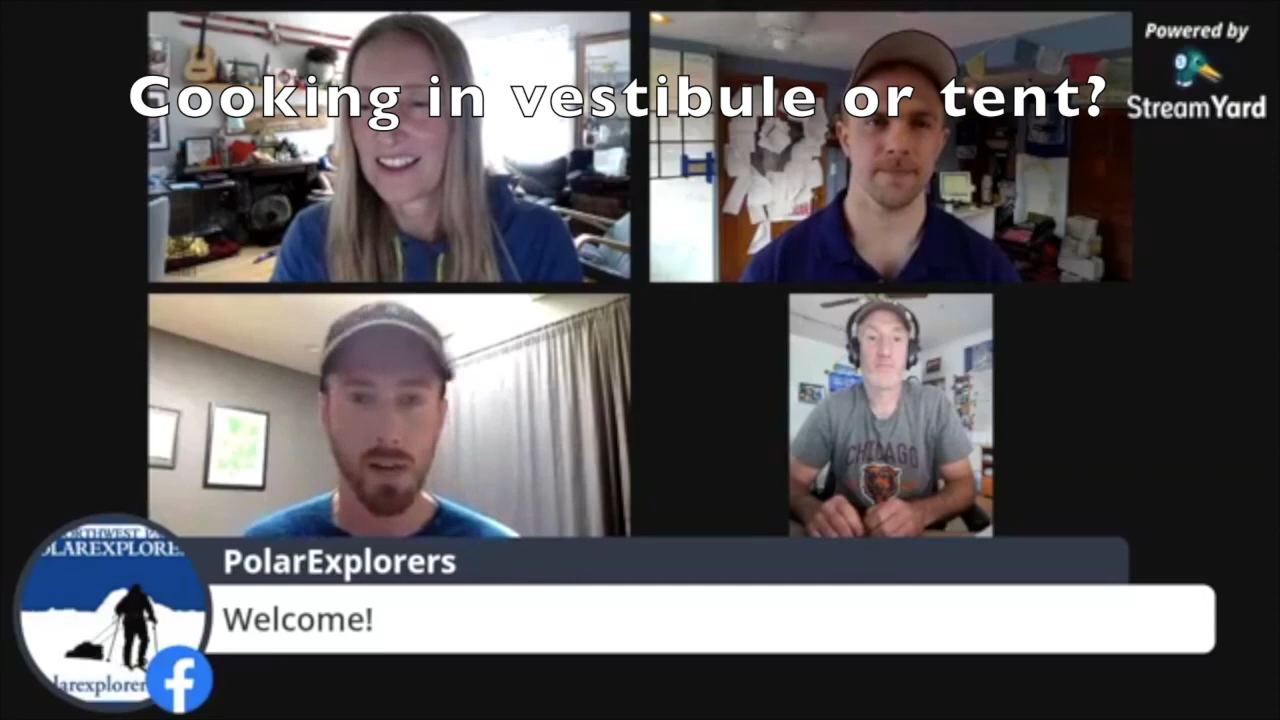 Cooking in vestibule or tent?
Powered by
StreamYard
CHICAGO
PolarExplorers
Welcome!